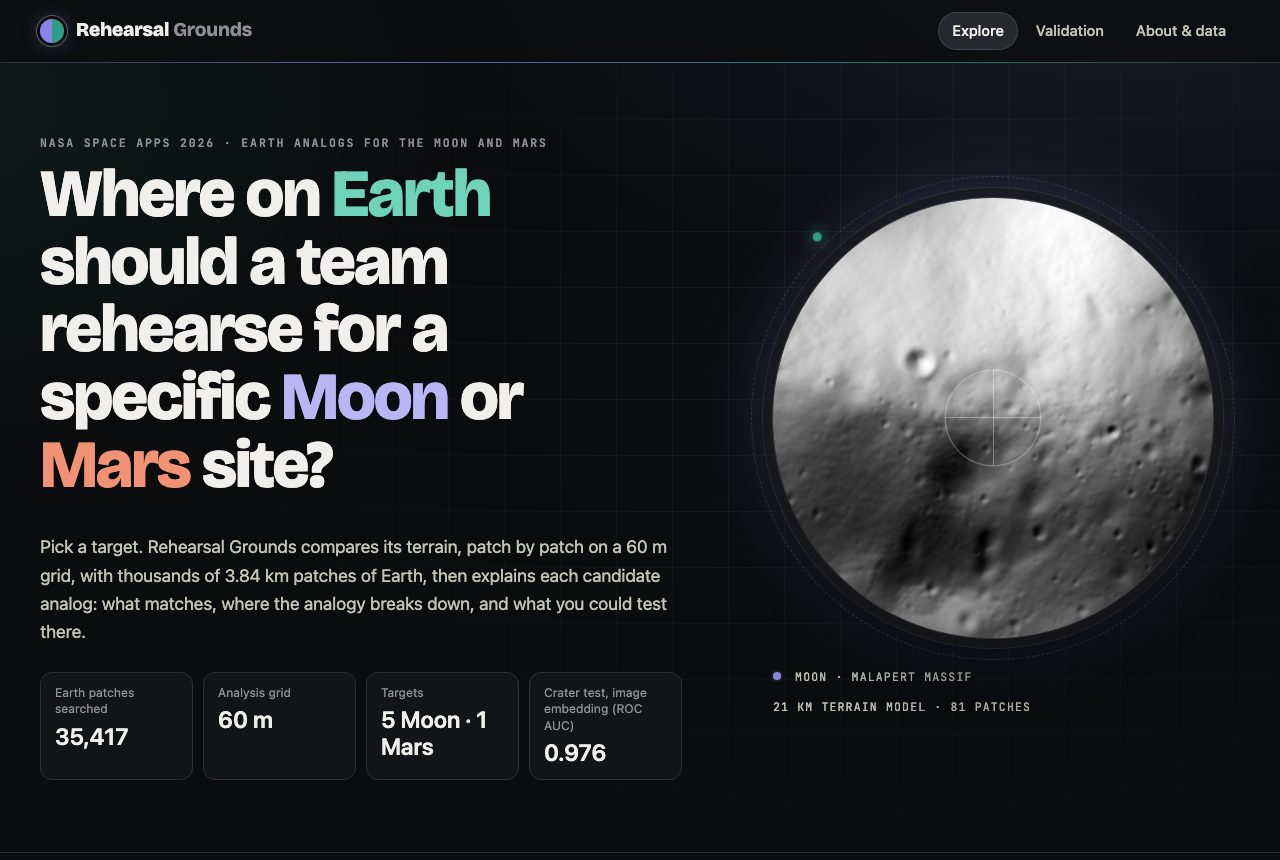 Rehearsal Grounds
Explore
Validation
About & data
NASA SPACE APPS 2026 · EARTH ANALOGS FOR THE MOON AND MARS
Where on Earth
should a team
rehearse for a
specific Moon or
Mars site?
Pick a target. Rehearsal Grounds compares its terrain, patch by patch on a 60 m
grid, with thousands of 3.84 km patches of Earth, then explains each candidate
analog: what matches, where the analogy breaks down, and what you could test
there.
Earth patches
searched
35,417
Analysis grid
60 m
Targets
5 Moon · 1
Mars
Crater test, image
embedding (ROC
AUC)
0.976
MOON · MALAPERT MASSIF
21 KM TERRAIN MODEL · 81 PATCHES